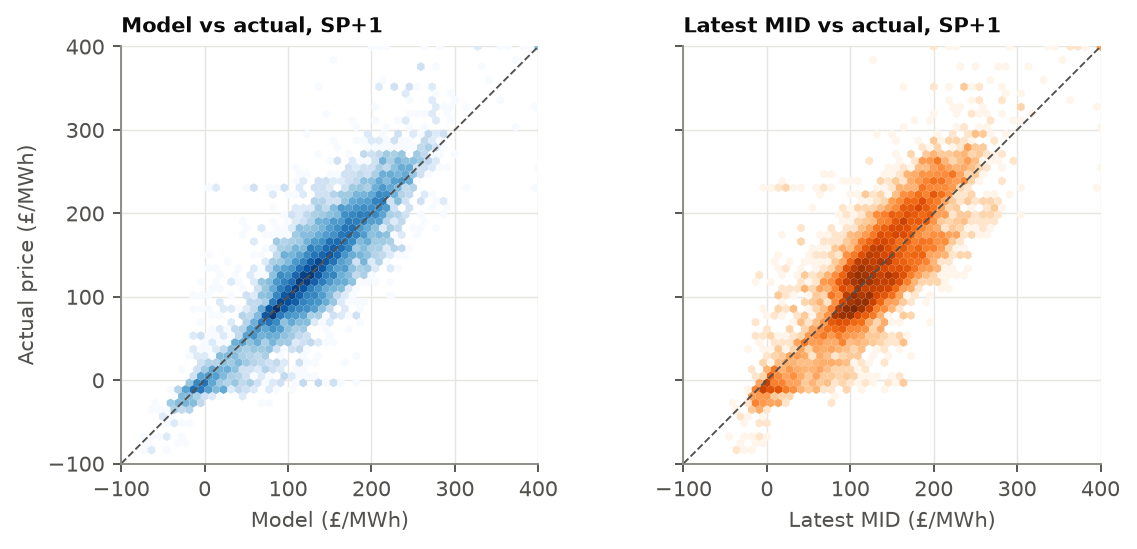 Model vs actual, SP+1
Latest MID vs actual, SP+1
Actual price (£/MWh)
400
300
200
100
0
−100
−100 0 100 200 300 400
−100 0 100 200 300 400
Model (£/MWh)
Latest MID (£/MWh)